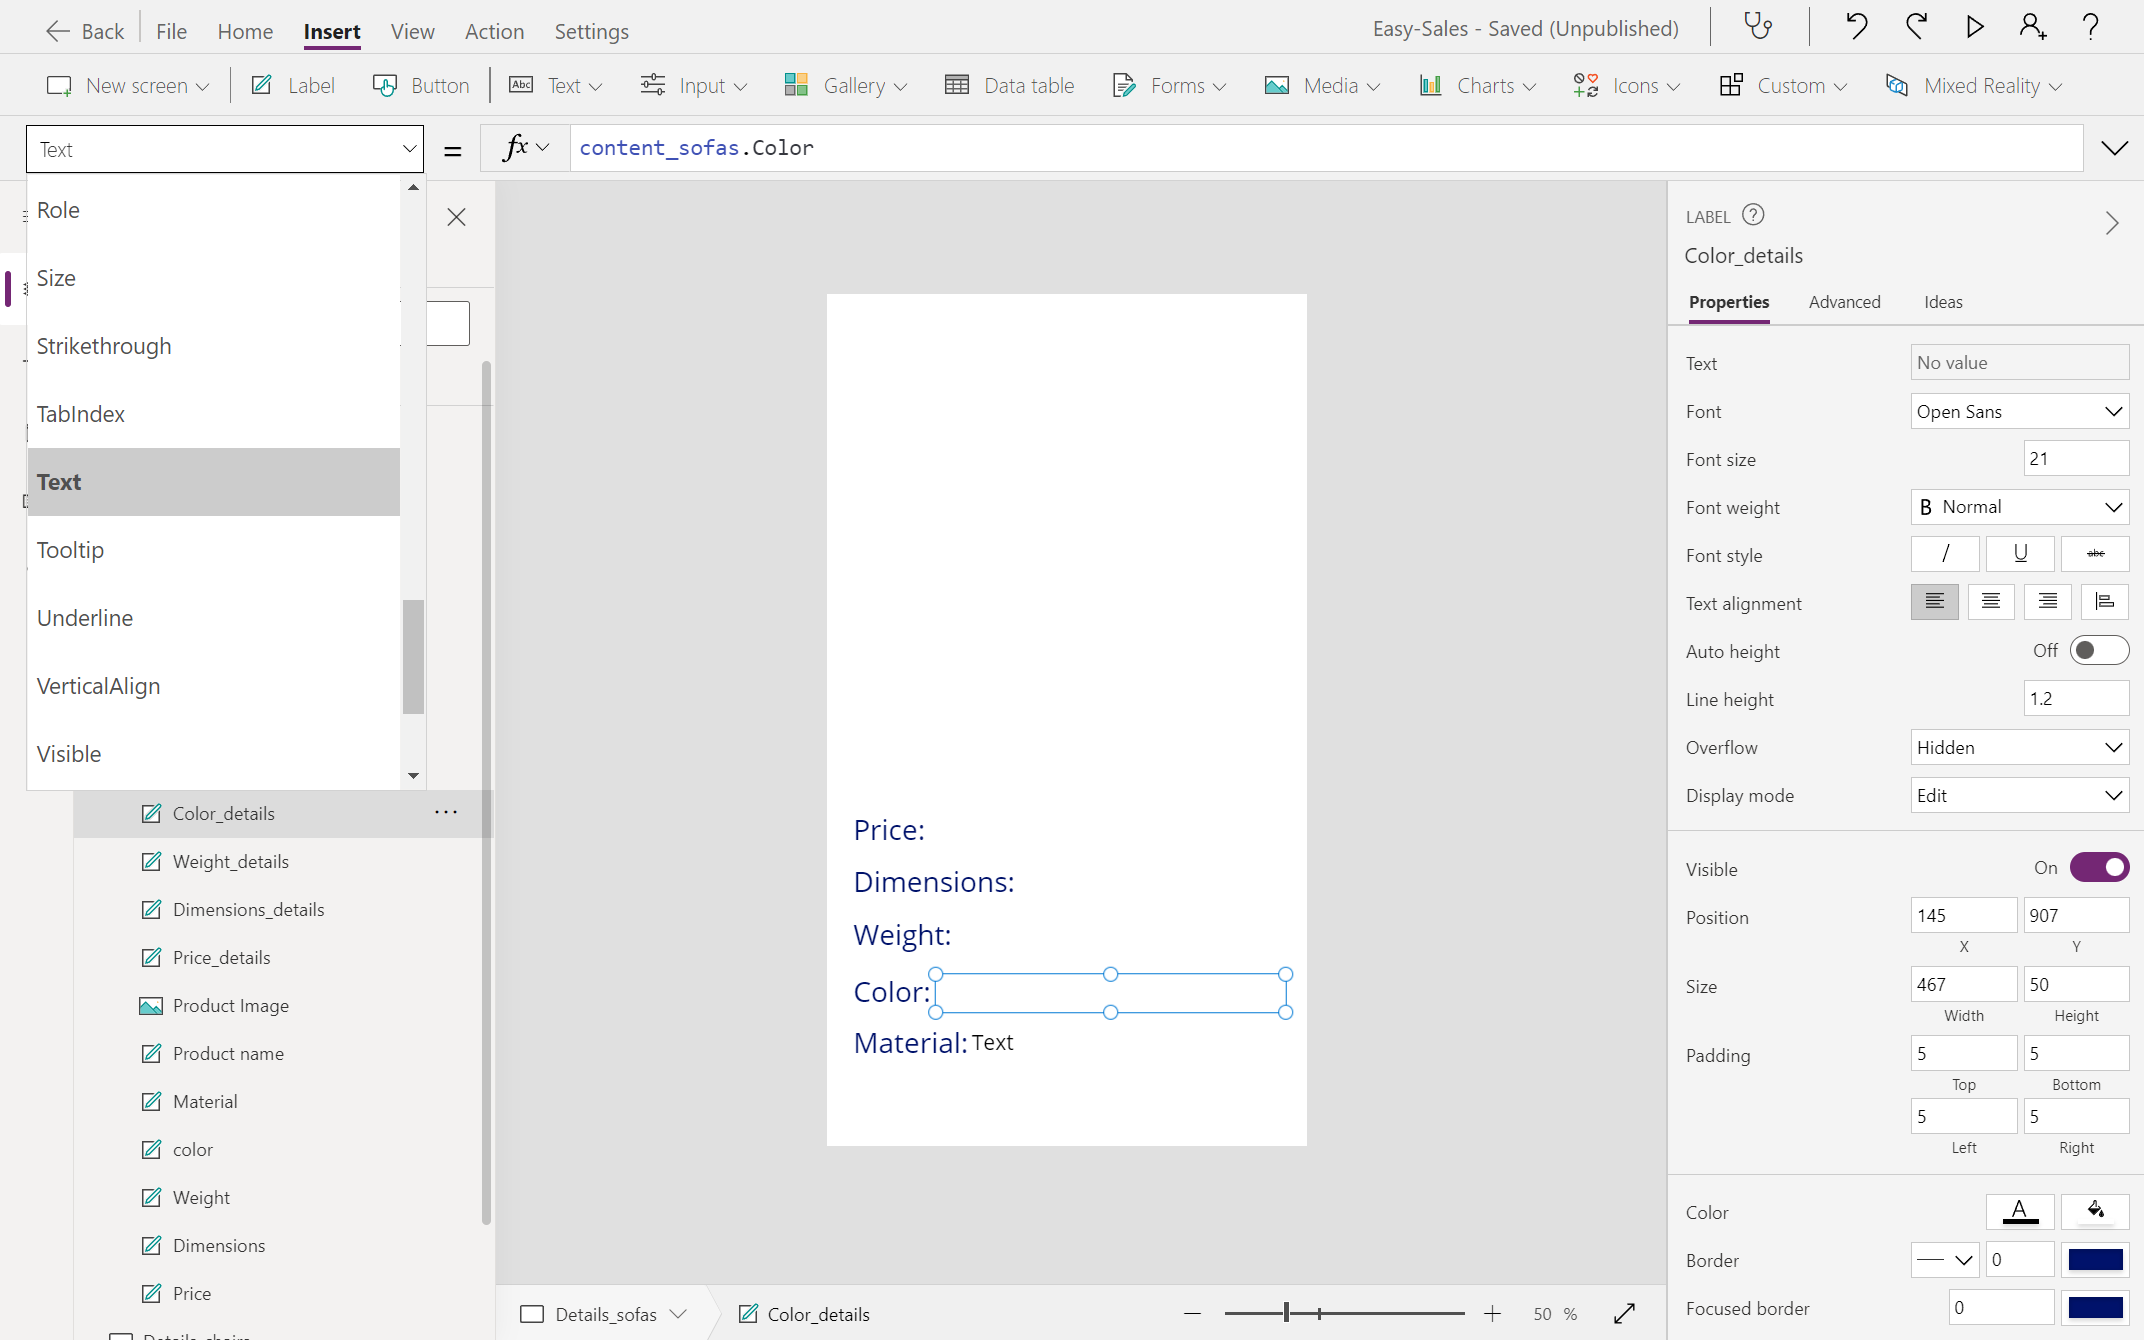 Back
File
Home
Insert
View
Action
Settings
Easy-Sales - Saved (Unpublished)
New screen
Label
Button
Abc Text
Input
Gallery
Data table
Forms
Media
Charts
Icons
Custom
Mixed Reality
Text
=
fx
content_sofas.Color
Role
Size
Strikethrough
TabIndex
Text
Tooltip
Underline
VerticalAlign
Visible
Color_details
Weight_details
Dimensions_details
Price_details
Product Image
Product name
Material
color
Weight
Dimensions
Price
Price:
Dimensions:
Weight:
Color:
Material: Text
Details_sofas
Color_details
50 %
LABEL
Color_details
Properties
Advanced
Ideas
Text
No value
Font
Open Sans
Font size
21
Font weight
B Normal
Font style
/ U abc
Text alignment
Auto height
Off
Line height
1.2
Overflow
Hidden
Display mode
Edit
Visible
On
Position
145
907
X
Y
Size
467
50
Width
Height
Padding
5
5
Top
Bottom
5
5
Left
Right
Color
A
Border
0
Focused border
0